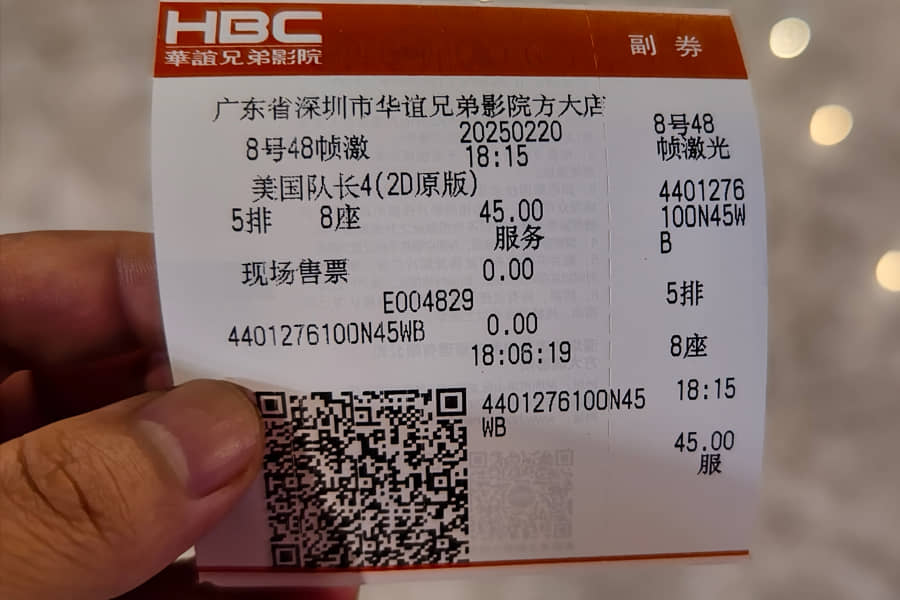 HBC
華誼兄弟影院
副券
广东省深圳市华谊兄弟影院方大店
8号48帧激
20250220
18:15
美国队长4(2D原版)
5排 8座 45.00
服务
现场售票 0.00
E004829
4401276100N45WB 0.00
18:06:19
4401276100N45
WB
8号48
帧激光
4401276
100N45W
B
5排
8座
18:15
45.00
服